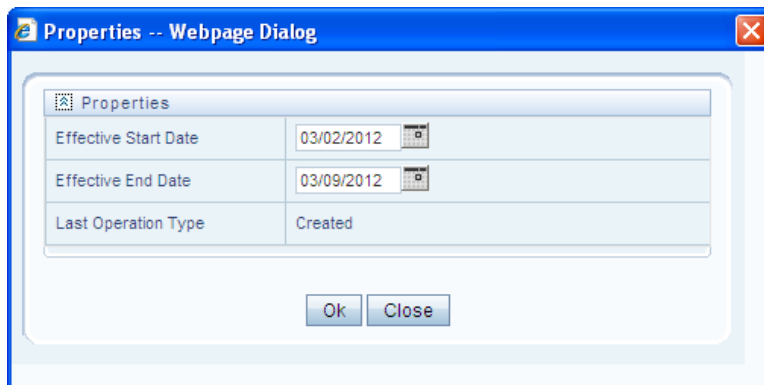 Properties -- Webpage Dialog
Properties
Effective Start Date 03/02/2012
Effective End Date 03/09/2012
Last Operation Type Created
Ok Close